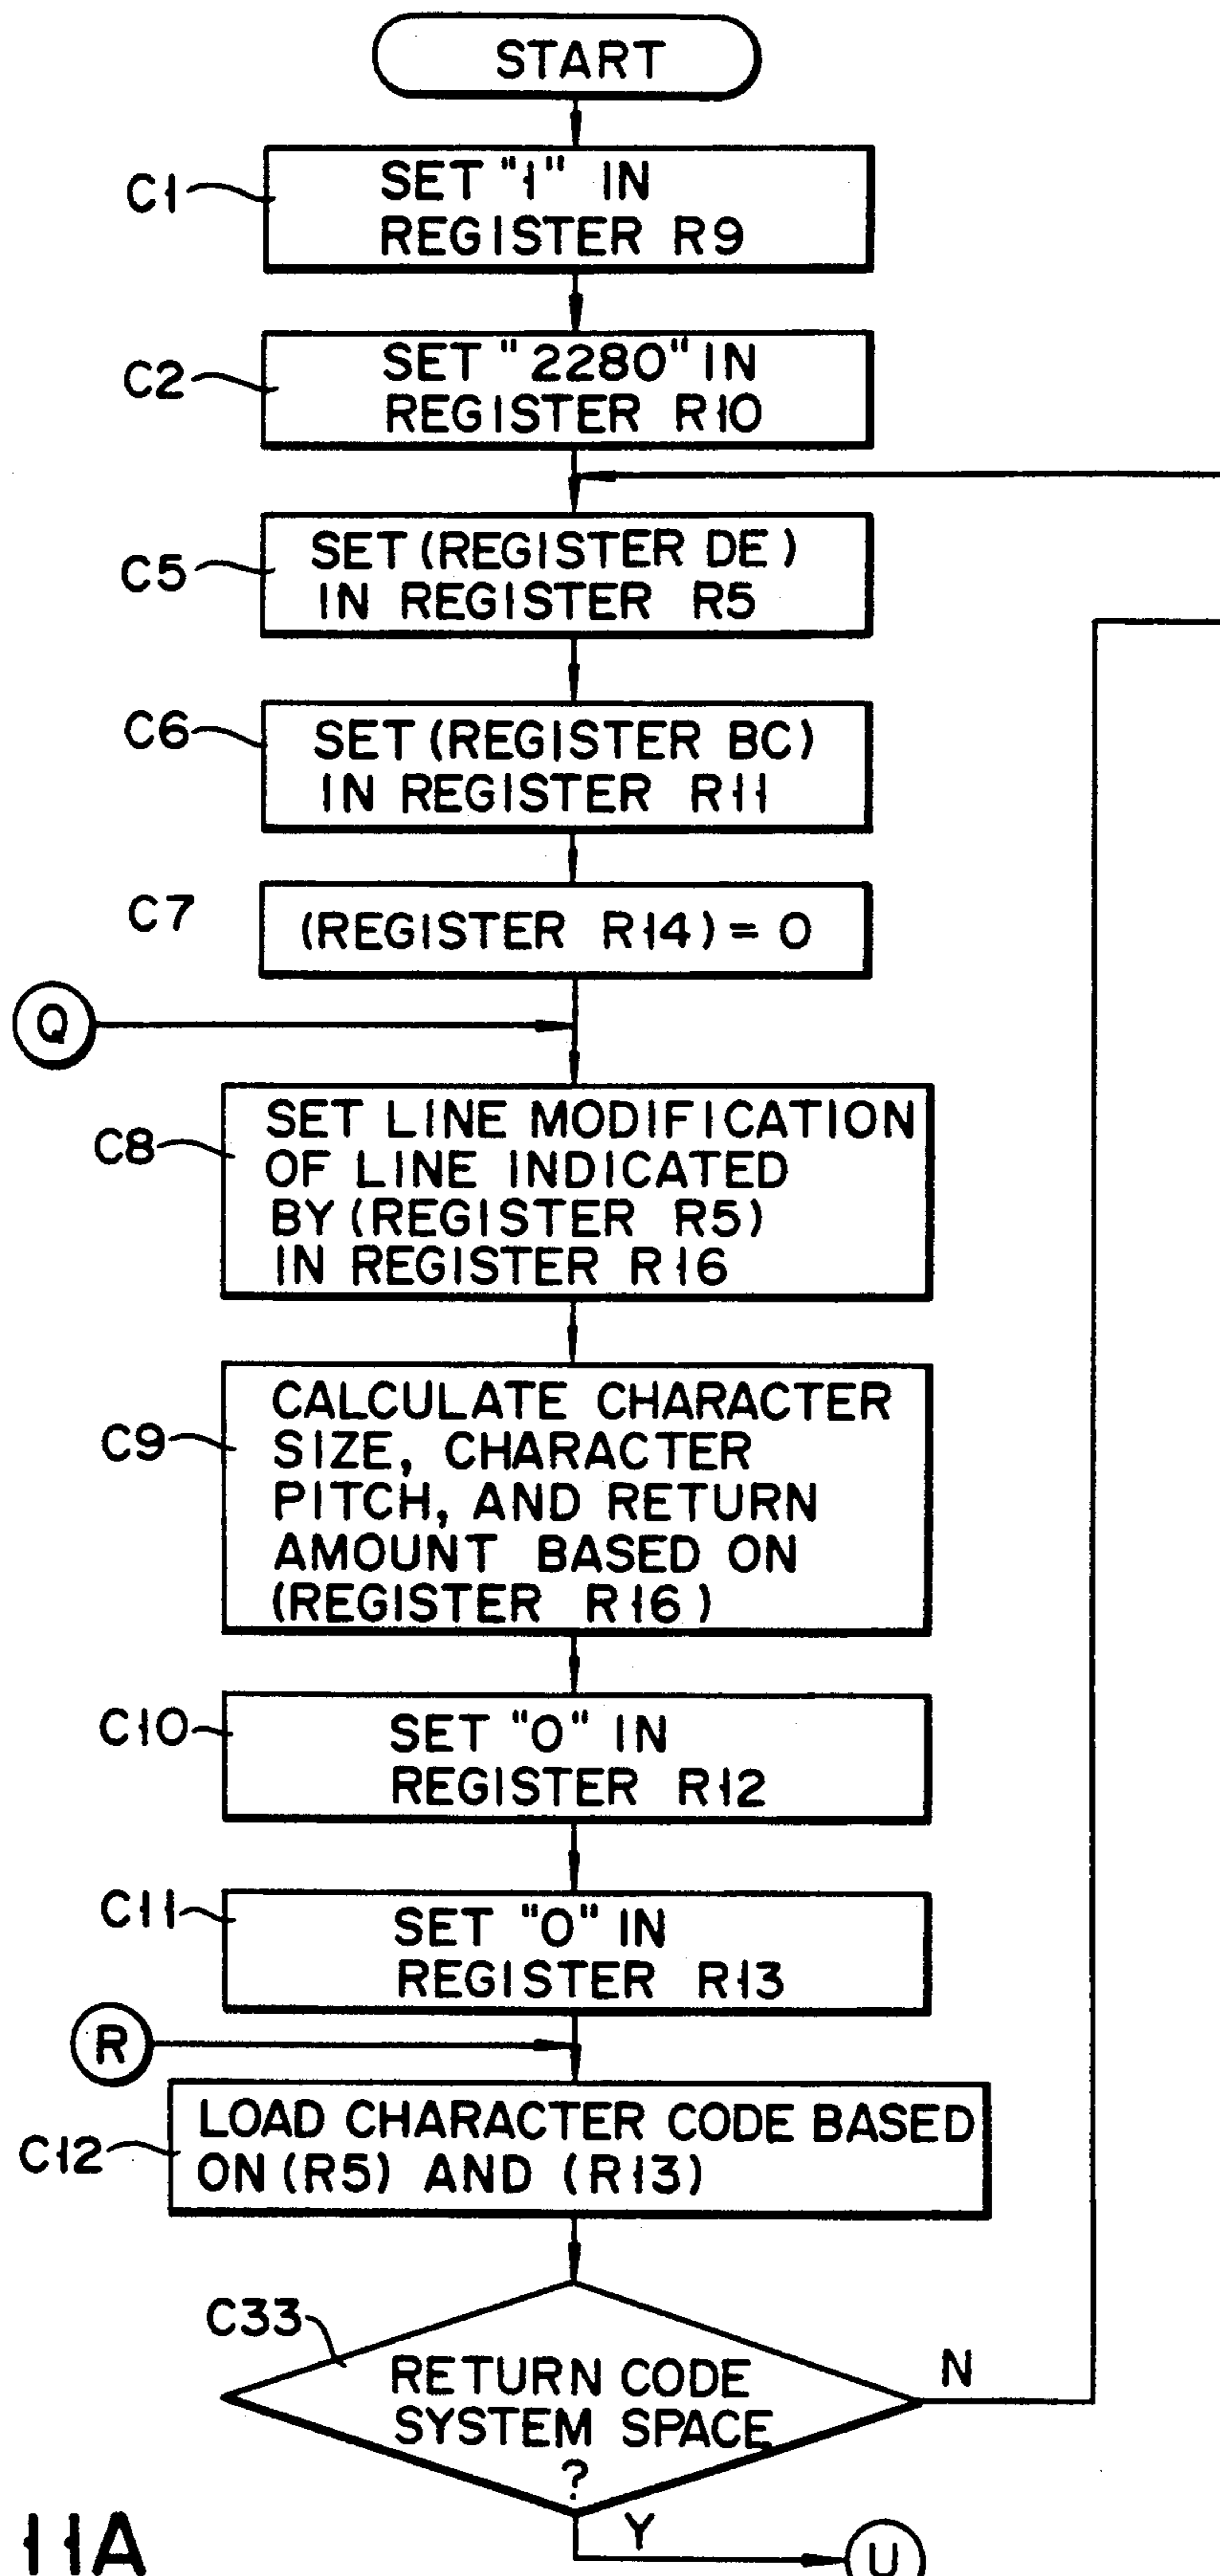 START
C1
SET "1" IN
REGISTER R9
C2
SET "2280" IN
REGISTER R10
C5
SET (REGISTER DE)
IN REGISTER R5
C6
SET (REGISTER BC)
IN REGISTER R11
C7
(REGISTER R14) = 0
Q
C8
SET LINE MODIFICATION
OF LINE INDICATED
BY (REGISTER R5)
IN REGISTER R16
C9
CALCULATE CHARACTER
SIZE, CHARACTER
PITCH, AND RETURN
AMOUNT BASED ON
(REGISTER R16)
C10
SET "0" IN
REGISTER R12
C11
SET "0" IN
REGISTER R13
R
C12
LOAD CHARACTER CODE BASED
ON (R5) AND (R13)
C33
RETURN CODE
SYSTEM SPACE
?
N
Y
U
11A